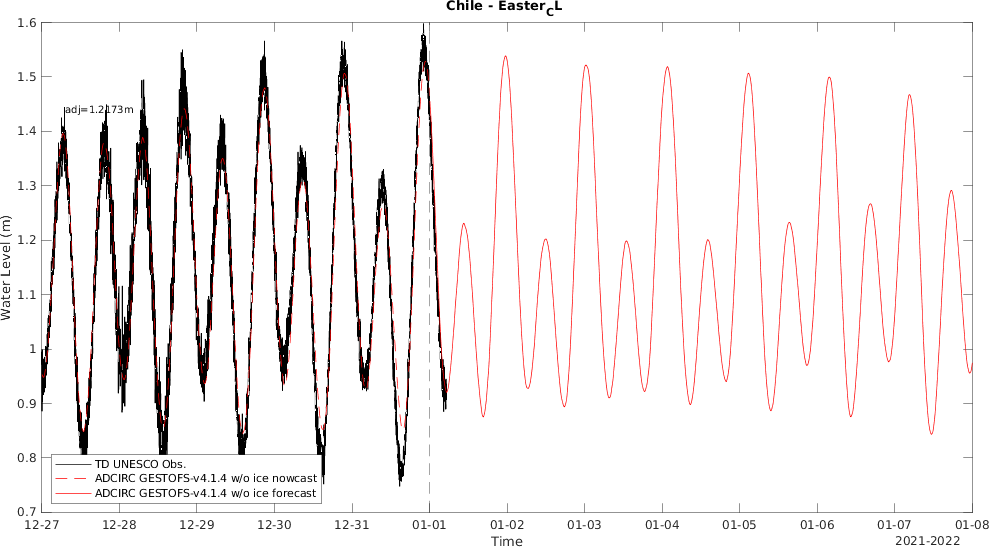 Chile - Easter_CL
1.6
1.5
1.4
1.3
1.2
1.1
1
0.9
0.8
0.7
Water Level (m)
adj=1.2173m
TD UNESCO Obs.
ADCIRC GESTOFS-v4.1.4 w/o ice nowcast
ADCIRC GESTOFS-v4.1.4 w/o ice forecast
12-27 12-28 12-29 12-30 12-31 01-01 01-02 01-03 01-04 01-05 01-06 01-07 01-08
Time
2021-2022